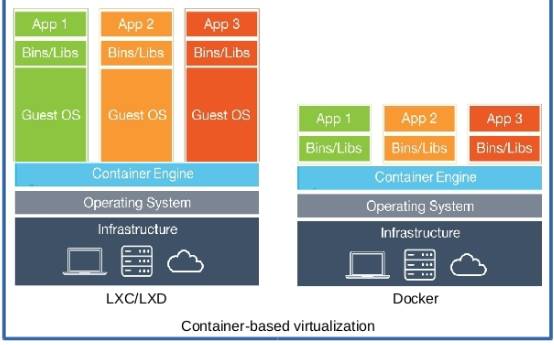 App 1
App 2
App 3
Bins/Libs
Bins/Libs
Bins/Libs
Guest OS
Guest OS
Guest OS
Container Engine
Operating System
Infrastructure
LXC/LXD
App 1
App 2
App 3
Bins/Libs
Bins/Libs
Bins/Libs
Container Engine
Operating System
Infrastructure
Docker
Container-based virtualization